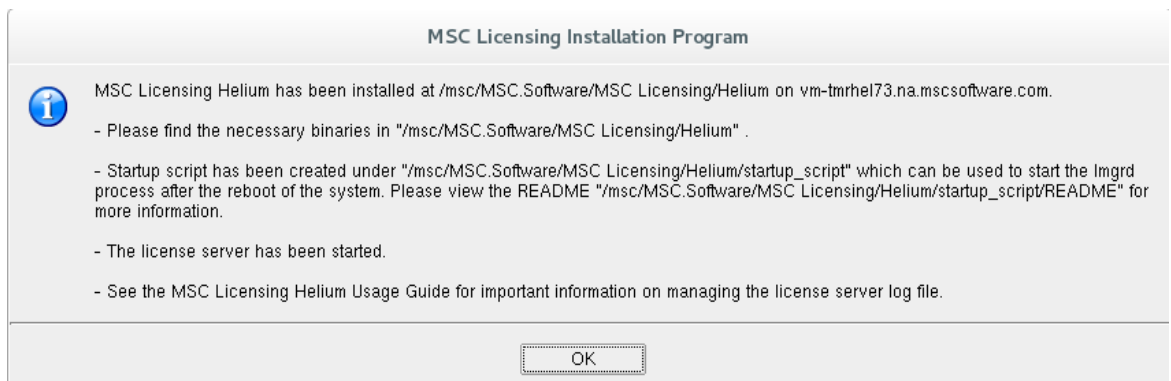 MSC Licensing Installation Program
MSC Licensing Helium has been installed at /msc/MSC.Software/MSC Licensing/Helium on vm-tmrhel73.na.mscsoftware.com.
- Please find the necessary binaries in "/msc/MSC.Software/MSC Licensing/Helium" .
- Startup script has been created under "/msc/MSC.Software/MSC Licensing/Helium/startup_script" which can be used to start the lmgrd
process after the reboot of the system. Please view the README "/msc/MSC.Software/MSC Licensing/Helium/startup_script/README" for
more information.
- The license server has been started.
- See the MSC Licensing Helium Usage Guide for important information on managing the license server log file.
OK